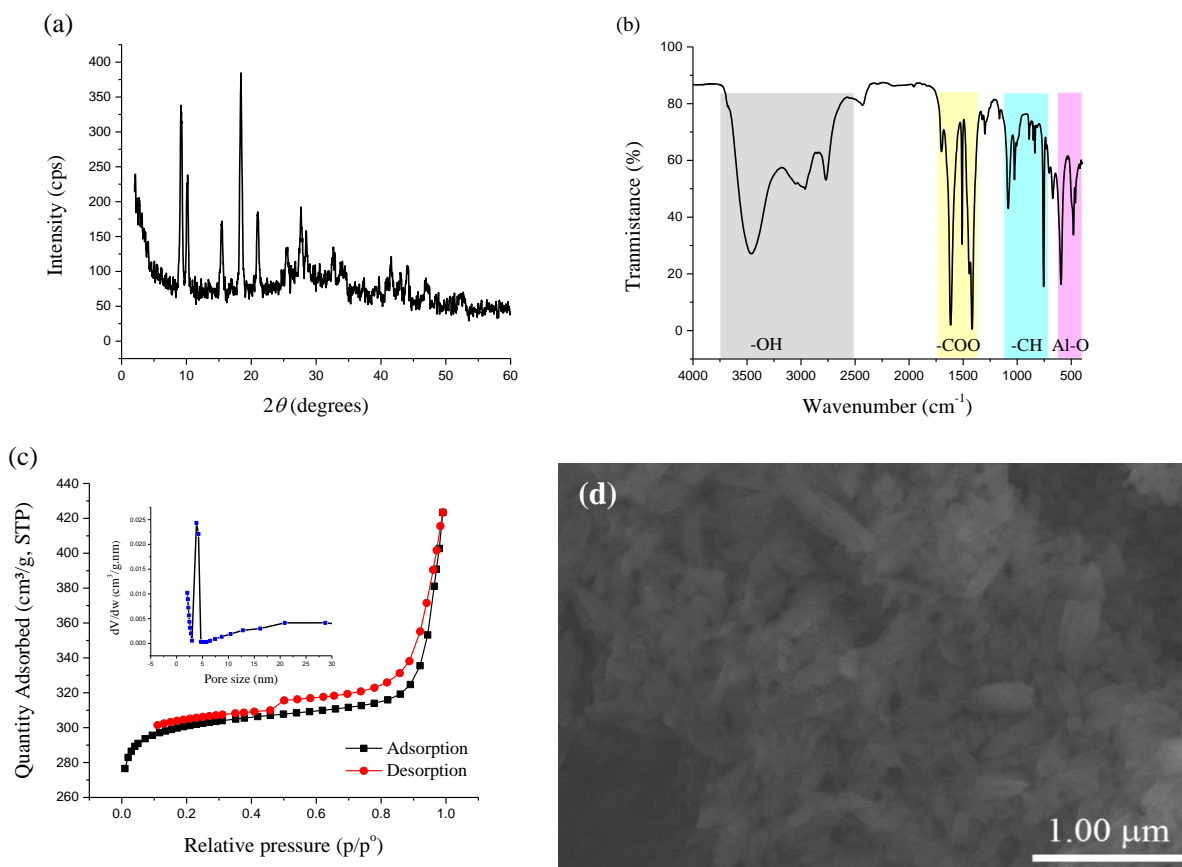 (a)
400
350
300
250
200
150
100
50
0
Intensity (cps)
0 10 20 30 40 50 60
2θ (degrees)
(b)
100
80
60
40
20
0
Tranmistance (%)
-OH -COO -CH Al-O
4000 3500 3000 2500 2000 1500 1000 500
Wavenumber (cm⁻¹)
(c)
440
420
400
380
360
340
320
300
280
260
Quantity Adsorbed (cm³/g, STP)
0.025
0.020
0.015
0.010
0.005
0.000
dV/dw (cm³/g.nm)
-5 0 5 10 15 20 25 30
Pore size (nm)
Adsorption
Desorption
0.0 0.2 0.4 0.6 0.8 1.0
Relative pressure (p/p°)
(d)
1.00 μm